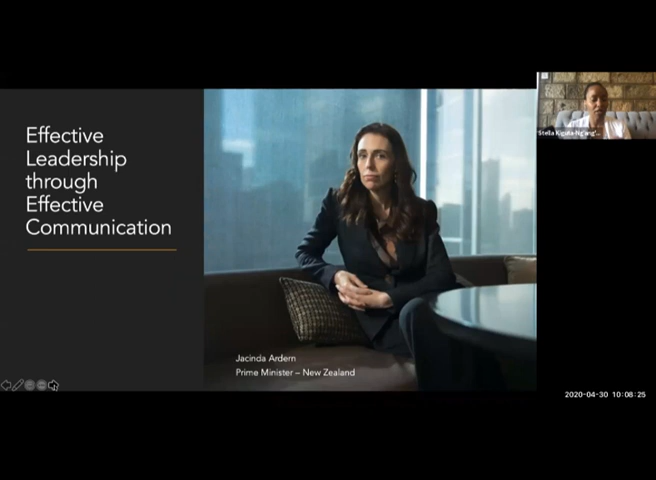 Effective
Leadership
through
Effective
Communication
Jacinda Ardern
Prime Minister – New Zealand
2020-04-30 10:08:25